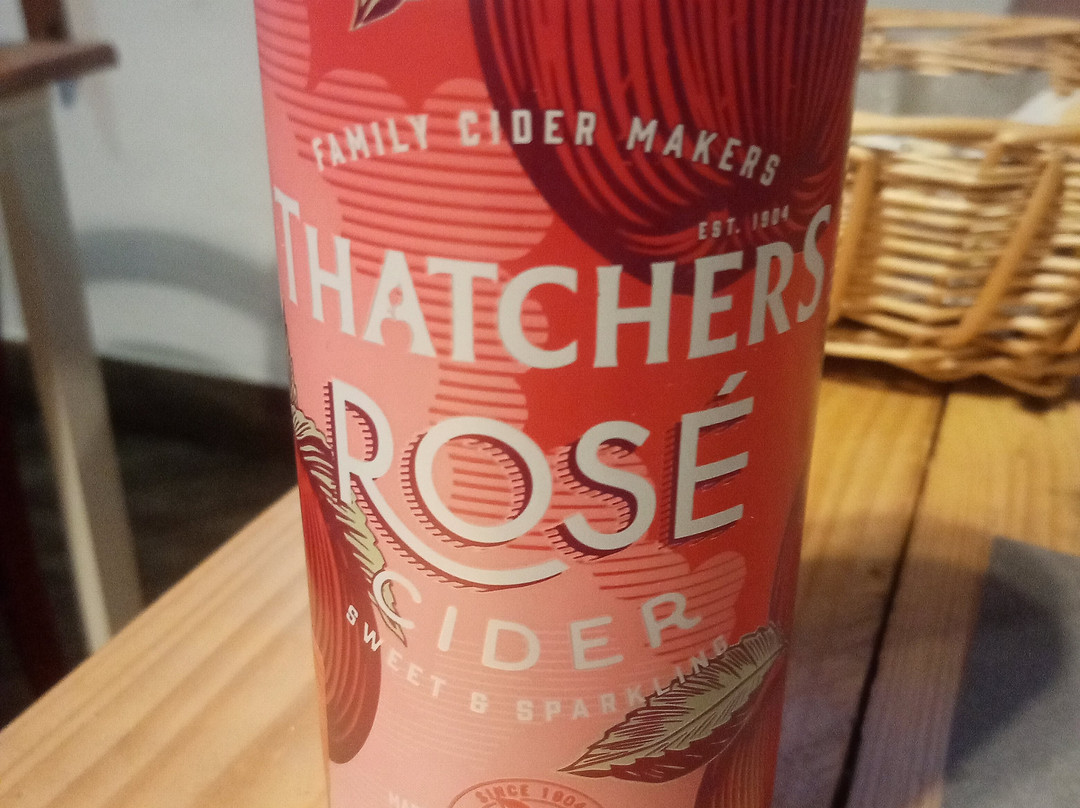 FAMILY CIDER MAKERS
EST. 1904
THATCHERS
ROSÉ
CIDER
SWEET & SPARKLING
SINCE 1904